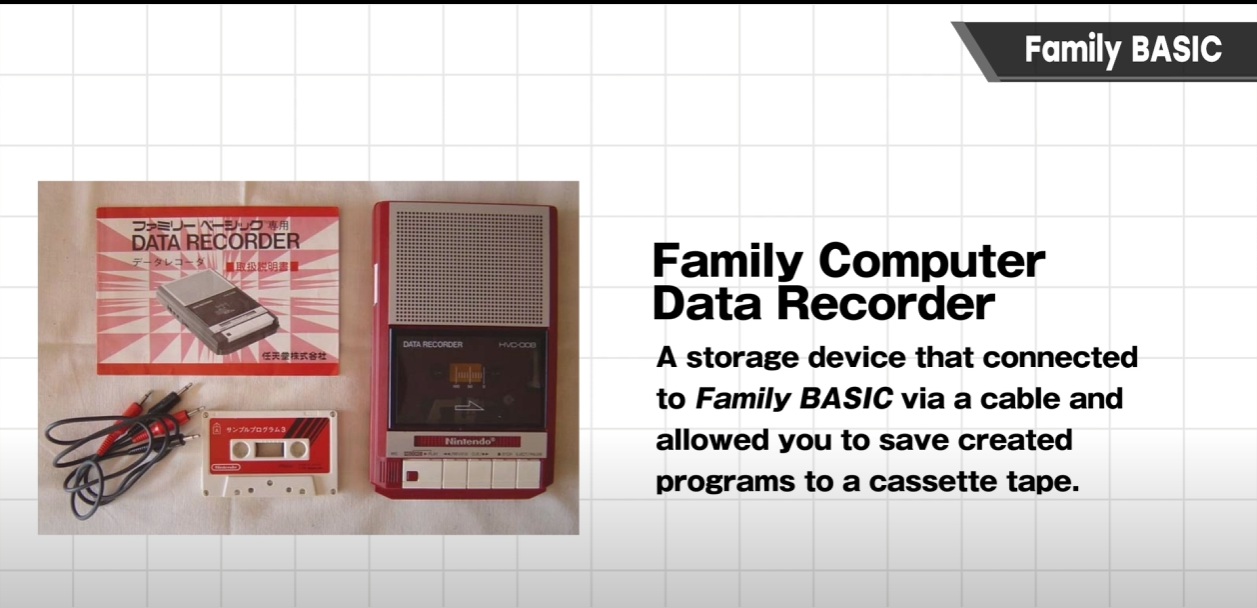 Family BASIC
ファミリー ベーシック 専用
DATA RECORDER
データレコーダ
■取扱説明書■
任天堂株式会社
サンプルプログラム3
Nintendo
DATA RECORDER
HVC-008
Nintendo
Family Computer
Data Recorder
A storage device that connected
to Family BASIC via a cable and
allowed you to save created
programs to a cassette tape.